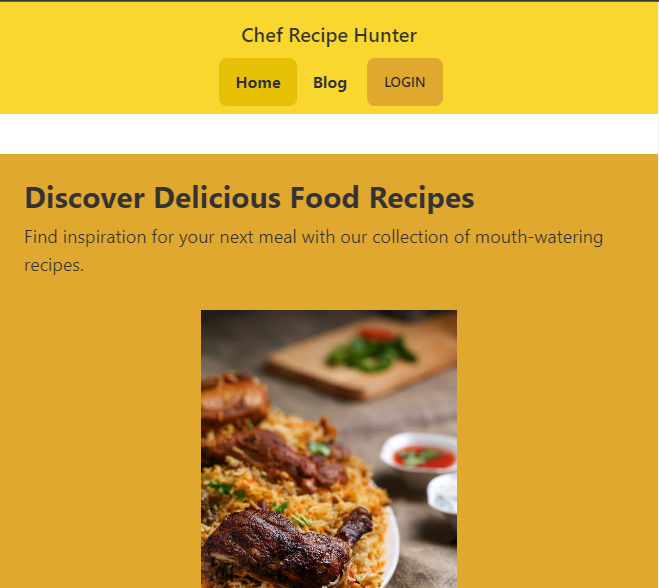 Chef Recipe Hunter
Home Blog LOGIN
Discover Delicious Food Recipes
Find inspiration for your next meal with our collection of mouth-watering
recipes.